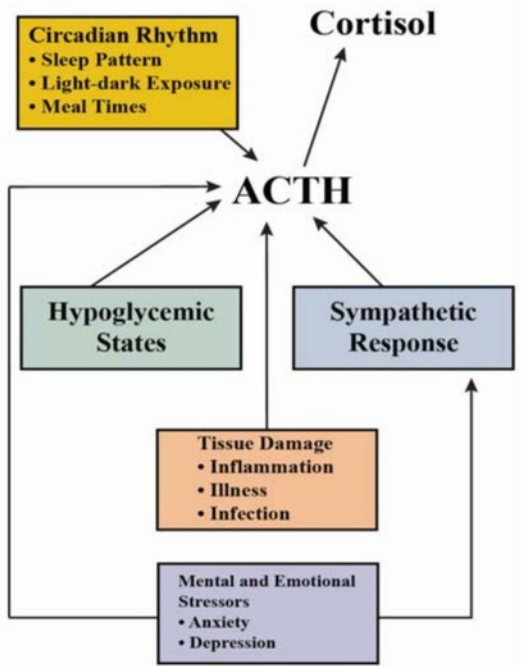 Circadian Rhythm
• Sleep Pattern
• Light-dark Exposure
• Meal Times
Cortisol
ACTH
Hypoglycemic
States
Sympathetic
Response
Tissue Damage
• Inflammation
• Illness
• Infection
Mental and Emotional
Stressors
• Anxiety
• Depression